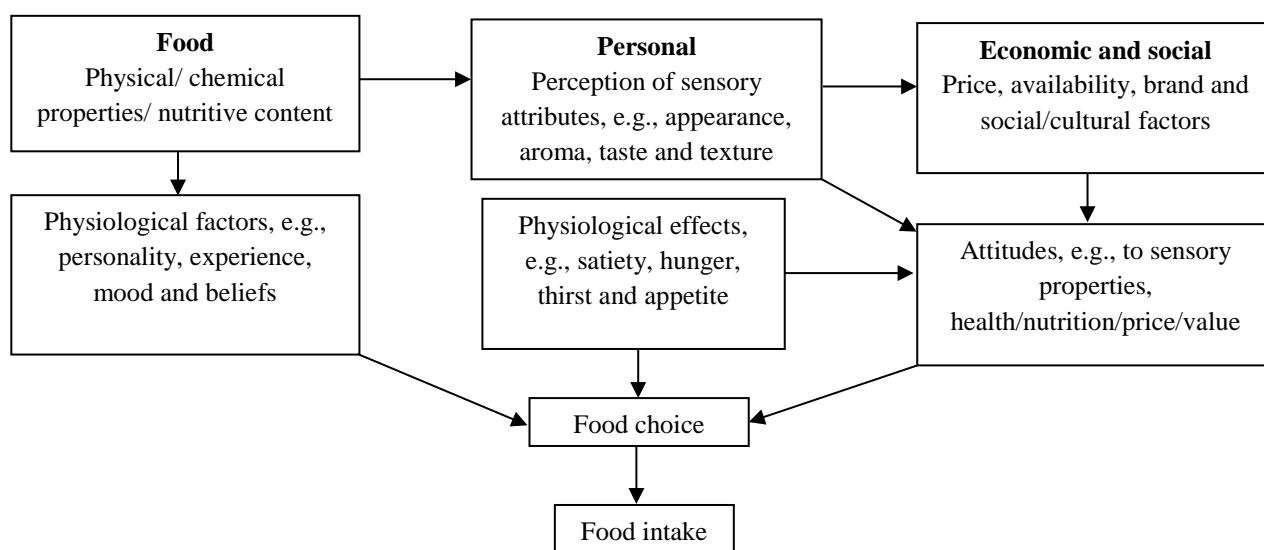 Food
Physical/ chemical
properties/ nutritive content
Personal
Perception of sensory
attributes, e.g., appearance,
aroma, taste and texture
Economic and social
Price, availability, brand and
social/cultural factors
Physiological factors, e.g.,
personality, experience,
mood and beliefs
Physiological effects,
e.g., satiety, hunger,
thirst and appetite
Attitudes, e.g., to sensory
properties,
health/nutrition/price/value
Food choice
Food intake